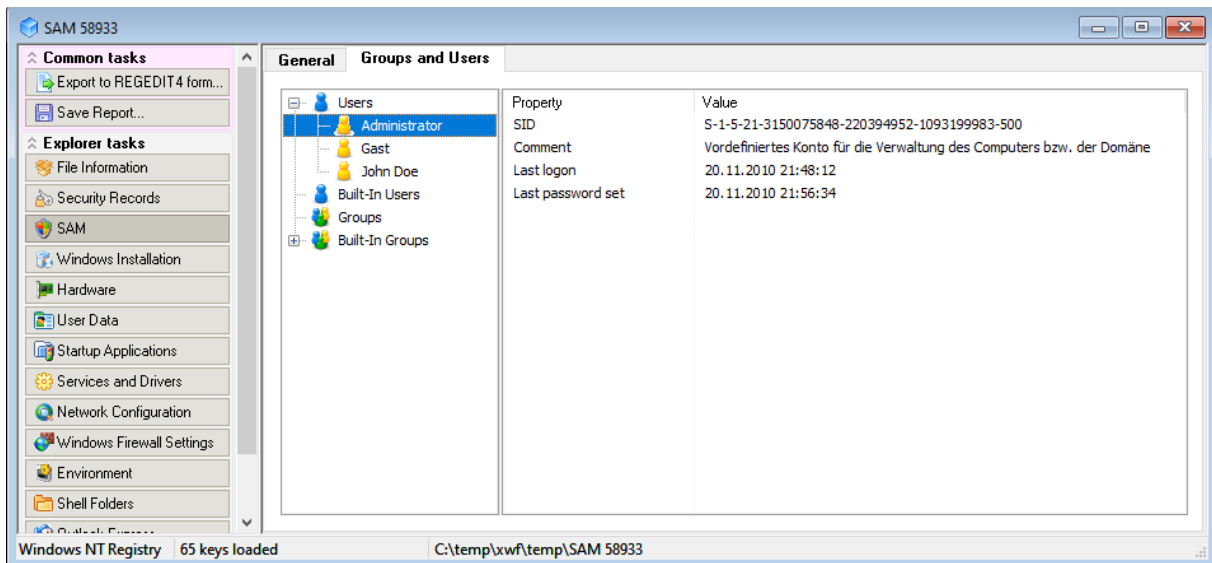 SAM 58933
Common tasks
Export to REGEDIT4 form...
Save Report...
Explorer tasks
File Information
Security Records
SAM
Windows Installation
Hardware
User Data
Startup Applications
Services and Drivers
Network Configuration
Windows Firewall Settings
Environment
Shell Folders
General Groups and Users
Users
Administrator
Gast
John Doe
Built-In Users
Groups
Built-In Groups
Property Value
SID S-1-5-21-3150075848-220394952-1093199983-500
Comment Vordefiniertes Konto für die Verwaltung des Computers bzw. der Domäne
Last logon 20.11.2010 21:48:12
Last password set 20.11.2010 21:56:34
Windows NT Registry 65 keys loaded C:\temp\xwf\temp\SAM 58933